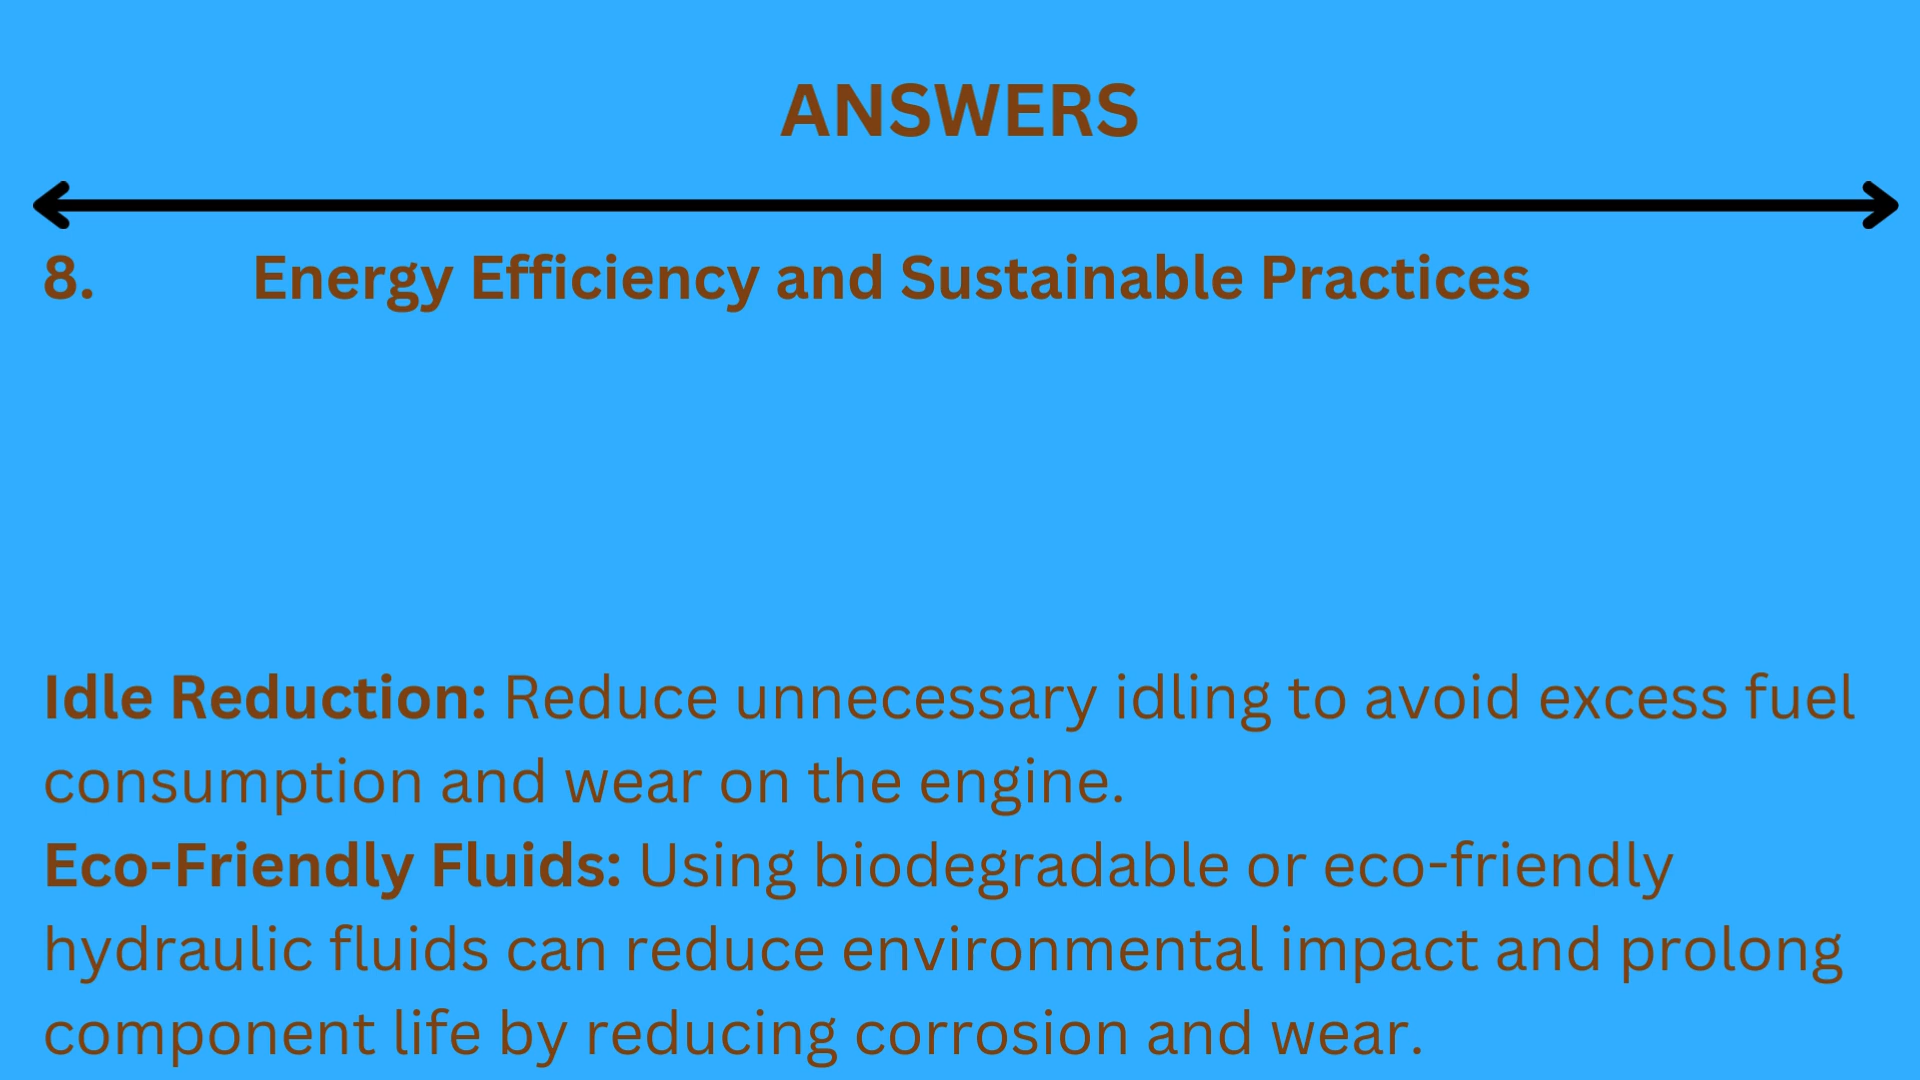 ANSWERS
8. Energy Efficiency and Sustainable Practices
Idle Reduction: Reduce unnecessary idling to avoid excess fuel
consumption and wear on the engine.
Eco-Friendly Fluids: Using biodegradable or eco-friendly
hydraulic fluids can reduce environmental impact and prolong
component life by reducing corrosion and wear.